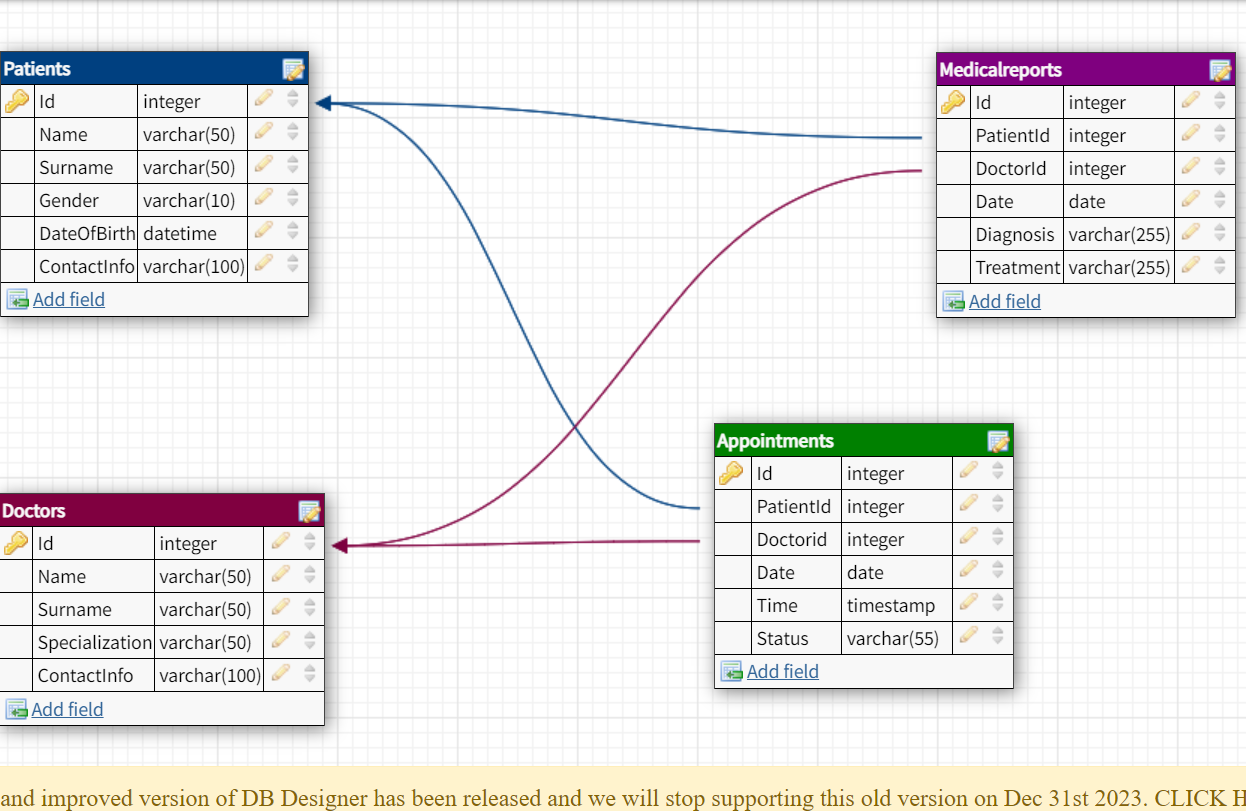 Patients
Id integer
Name varchar(50)
Surname varchar(50)
Gender varchar(10)
DateOfBirth datetime
ContactInfo varchar(100)
Add field
Medicalreports
Id integer
PatientId integer
DoctorId integer
Date date
Diagnosis varchar(255)
Treatment varchar(255)
Add field
Doctors
Id integer
Name varchar(50)
Surname varchar(50)
Specialization varchar(50)
ContactInfo varchar(100)
Add field
Appointments
Id integer
PatientId integer
Doctorid integer
Date date
Time timestamp
Status varchar(55)
Add field
and improved version of DB Designer has been released and we will stop supporting this old version on Dec 31st 2023. CLICK H